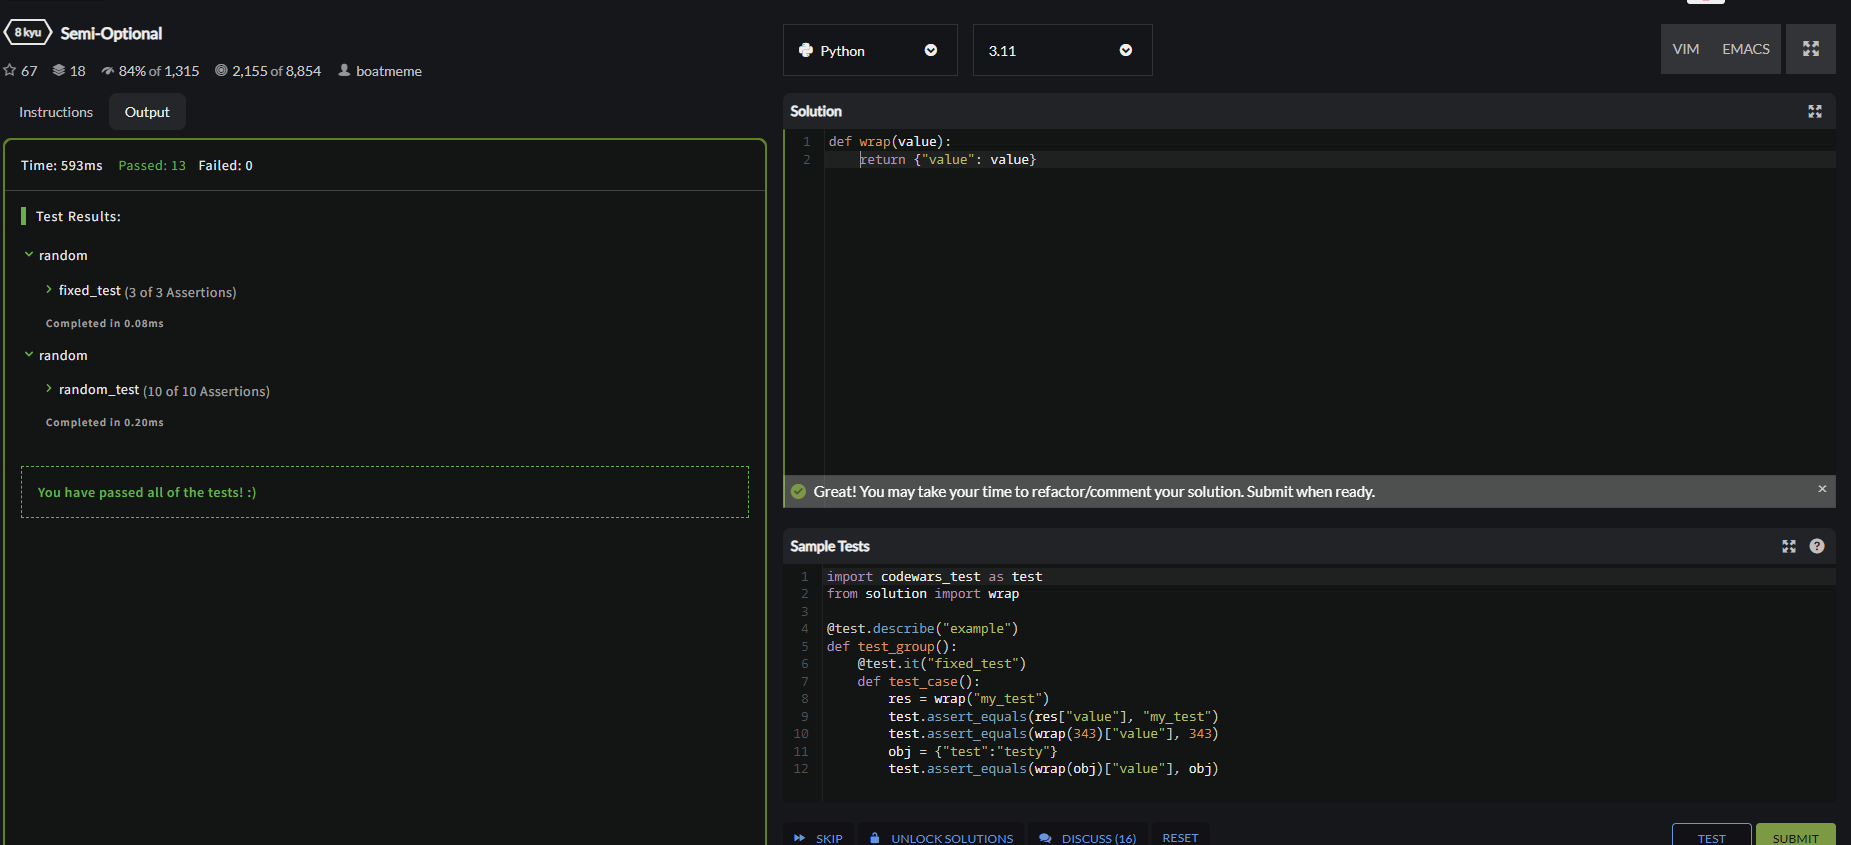 8 kyu Semi-Optional
67 18 84% of 1,315 2,155 of 8,854 boatmeme
Instructions Output
Time: 593ms Passed: 13 Failed: 0
Test Results:
random
fixed_test (3 of 3 Assertions)
Completed in 0.08ms
random
random_test (10 of 10 Assertions)
Completed in 0.20ms
You have passed all of the tests! :)
Python 3.11 VIM EMACS
Solution
1 def wrap(value):
2     return {"value": value}
Great! You may take your time to refactor/comment your solution. Submit when ready. ×
Sample Tests ?
1 import codewars_test as test
2 from solution import wrap
3
4 @test.describe("example")
5 def test_group():
6     @test.it("fixed_test")
7     def test_case():
8         res = wrap("my_test")
9         test.assert_equals(res["value"], "my_test")
10         test.assert_equals(wrap(343)["value"], 343)
11         obj = {"test":"testy"}
12         test.assert_equals(wrap(obj)["value"], obj)
SKIP UNLOCK SOLUTIONS DISCUSS (16) RESET TEST SUBMIT